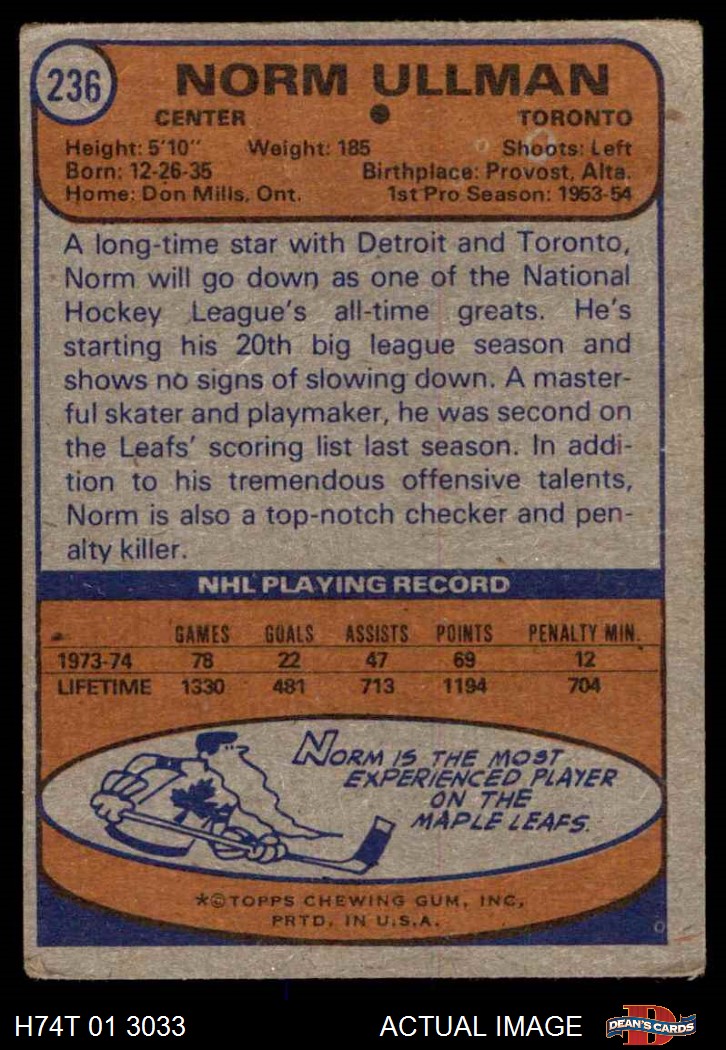 236
NORM ULLMAN
CENTER TORONTO
Height: 5'10" Weight: 185 Shoots: Left
Born: 12-26-35 Birthplace: Provost, Alta.
Home: Don Mills, Ont. 1st Pro Season: 1953-54
A long-time star with Detroit and Toronto,
Norm will go down as one of the National
Hockey League's all-time greats. He's
starting his 20th big league season and
shows no signs of slowing down. A master-
ful skater and playmaker, he was second on
the Leafs' scoring list last season. In addi-
tion to his tremendous offensive talents,
Norm is also a top-notch checker and pen-
alty killer.
NHL PLAYING RECORD
GAMES GOALS ASSISTS POINTS PENALTY MIN.
1973-74 78 22 47 69 12
LIFETIME 1330 481 713 1194 704
NORM IS THE MOST
EXPERIENCED PLAYER
ON THE
MAPLE LEAFS.
*©TOPPS CHEWING GUM, INC,
PRTD. IN U.S.A.
H74T 01 3033 ACTUAL IMAGE DEAN'S CARDS